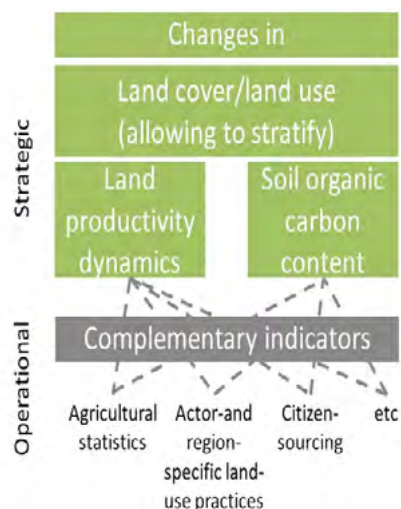 Strategic
Changes in
Land cover/land use
(allowing to stratify)
Land
productivity
dynamics
Soil organic
carbon
content
Operational
Complementary indicators
Agricultural
statistics
Actor-and
region-
specific land-
use practices
Citizen-
sourcing
etc